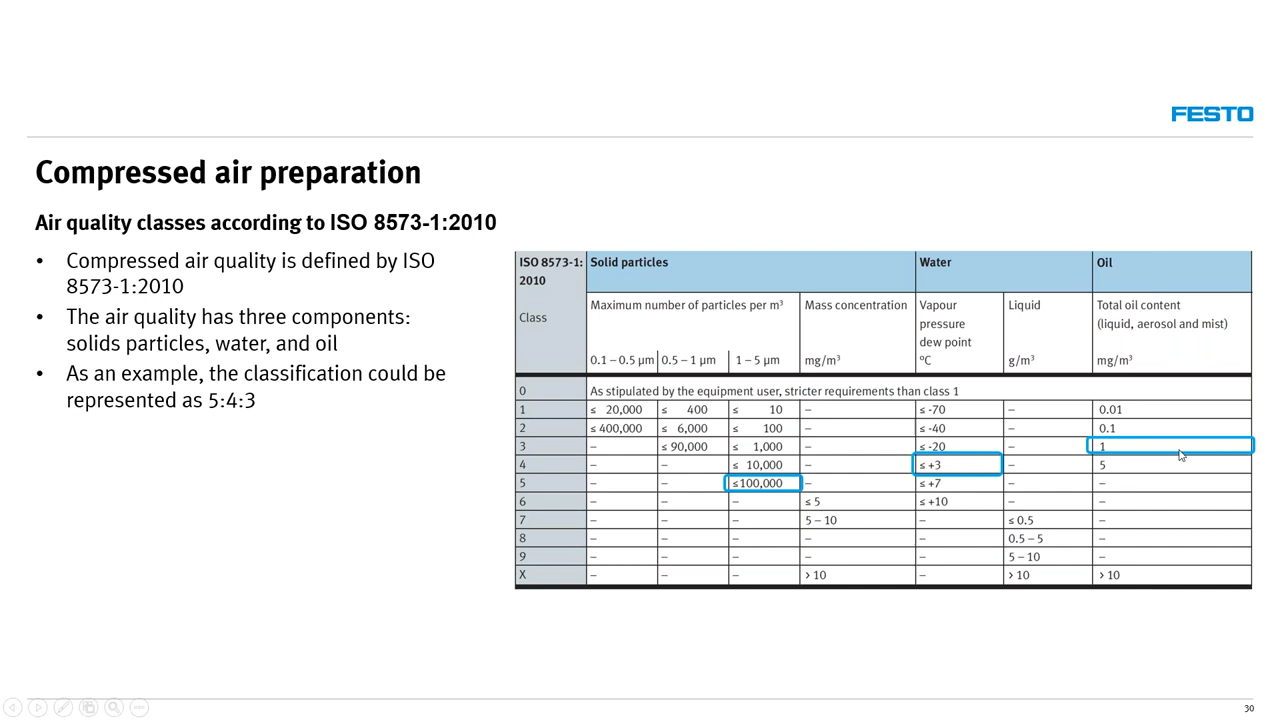 FESTO
Compressed air preparation
Air quality classes according to ISO 8573-1:2010
• Compressed air quality is defined by ISO
8573-1:2010
• The air quality has three components:
solids particles, water, and oil
• As an example, the classification could be
represented as 5:4:3
ISO 8573-1: Solid particles Water Oil
2010
Class
Maximum number of particles per m³ Mass concentration Vapour Liquid Total oil content
pressure (liquid, aerosol and mist)
dew point
0.1 – 0.5 µm 0.5 – 1 µm 1 – 5 µm mg/m³ °C g/m³ mg/m³
0 As stipulated by the equipment user, stricter requirements than class 1
1 ≤ 20,000 ≤ 400 ≤ 10 – ≤ -70 – 0.01
2 ≤ 400,000 ≤ 6,000 ≤ 100 – ≤ -40 – 0.1
3 – ≤ 90,000 ≤ 1,000 – ≤ -20 – 1
4 – – ≤ 10,000 – ≤ +3 – 5
5 – – ≤ 100,000 – ≤ +7 – –
6 – – – ≤ 5 ≤ +10 – –
7 – – – 5 – 10 – ≤ 0.5 –
8 – – – – – 0.5 – 5 –
9 – – – – – 5 – 10 –
X – – – > 10 – > 10 > 10
30